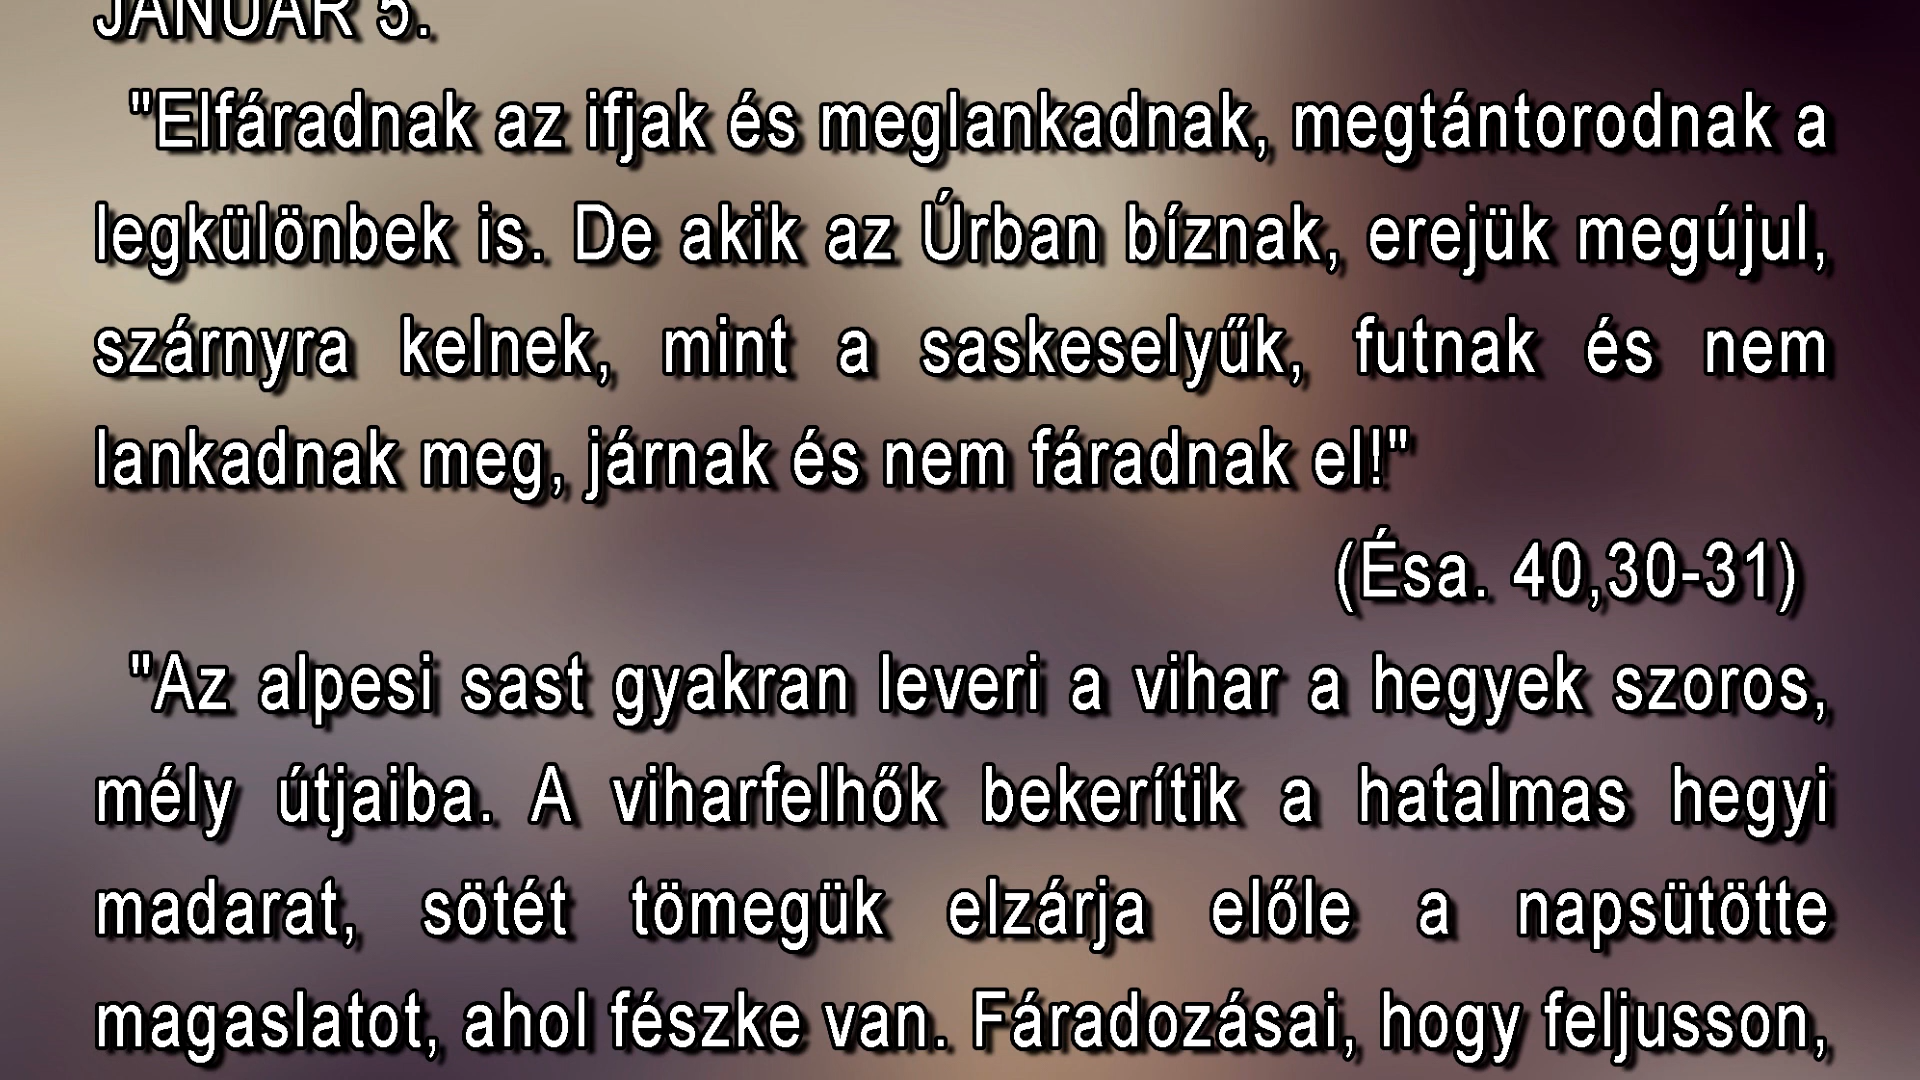 JANUÁR 5.
"Elfáradnak az ifjak és meglankadnak, megtántorodnak a
legkülönbek is. De akik az Úrban bíznak, erejük megújul,
szárnyra kelnek, mint a saskeselyűk, futnak és nem
lankadnak meg, járnak és nem fáradnak el!"
(Ésa. 40,30-31)
"Az alpesi sast gyakran leveri a vihar a hegyek szoros,
mély útjaiba. A viharfelhők bekerítik a hatalmas hegyi
madarat, sötét tömegük elzárja előle a napsütötte
magaslatot, ahol fészke van. Fáradozásai, hogy feljusson,